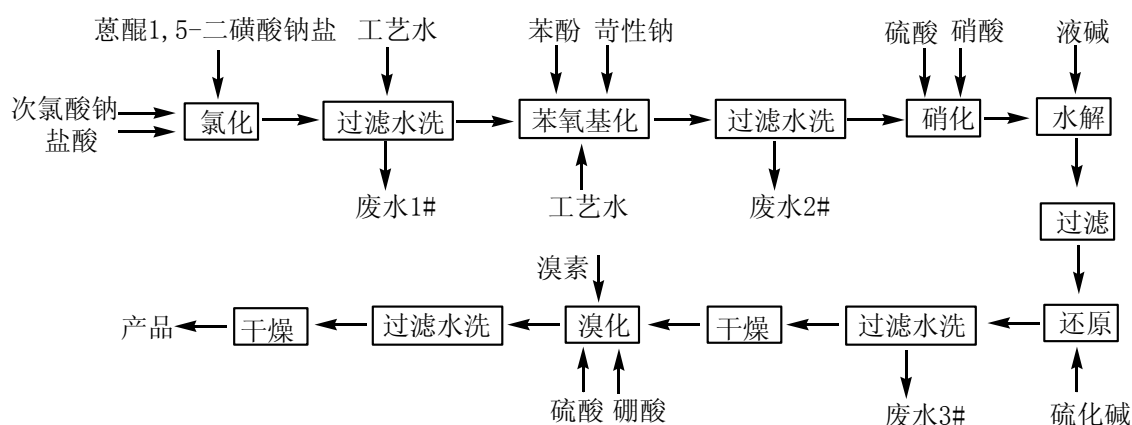 蒽醌1,5-二磺酸钠盐 工艺水 苯酚 苛性钠 硫酸 硝酸 液碱
次氯酸钠
盐酸
氯化 过滤水洗 苯氧基化 过滤水洗 硝化 水解
废水1# 工艺水 废水2#
过滤
溴素
产品 干燥 过滤水洗 溴化 干燥 过滤水洗 还原
硫酸 硼酸 废水3# 硫化碱